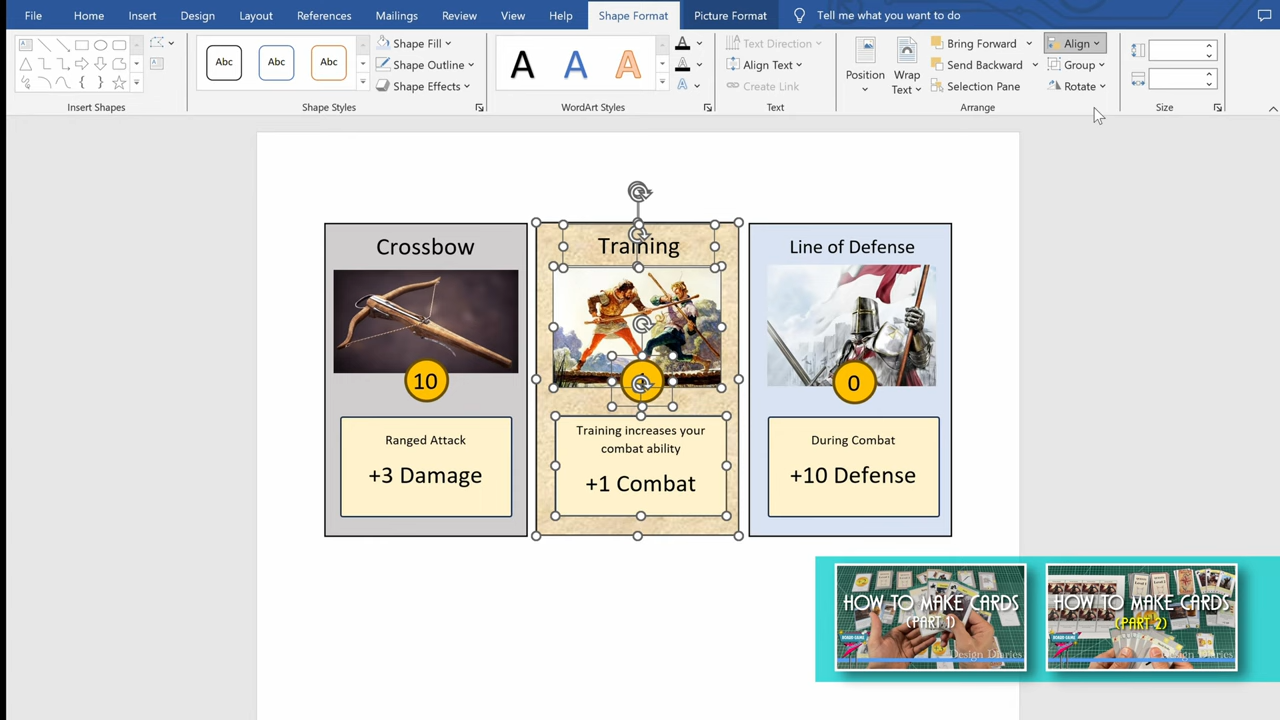 File Home Insert Design Layout References Mailings Review View Help Shape Format Picture Format Tell me what you want to do
Abc Abc Abc
Shape Fill
Shape Outline
Shape Effects
A A A
A
A
A
Text Direction
Align Text
Create Link
Position
Wrap
Text
Bring Forward
Send Backward
Selection Pane
Align
Group
Rotate
Insert Shapes Shape Styles WordArt Styles Text Arrange Size
Crossbow
10
Ranged Attack
+3 Damage
Training
Training increases your
combat ability
+1 Combat
Line of Defense
0
During Combat
+10 Defense
HOW TO MAKE CARDS
(PART 1)
Design Diaries
HOW TO MAKE CARDS
(PART 2)
Design Diaries